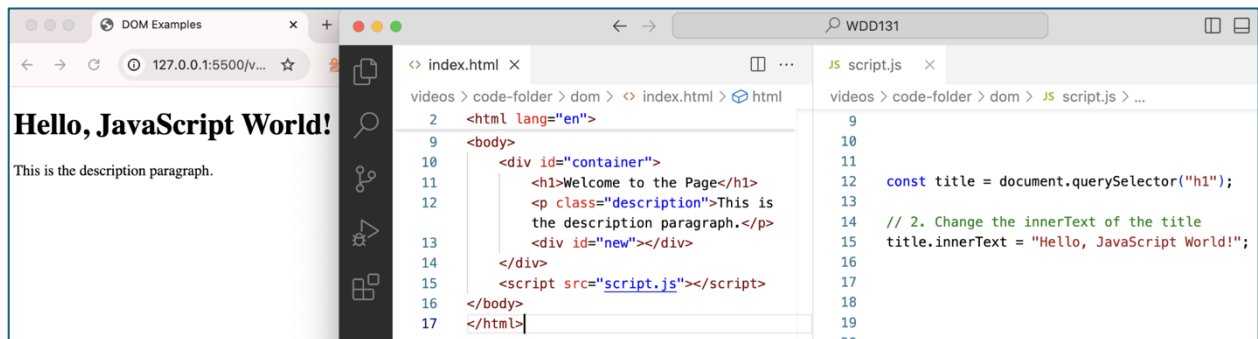 DOM Examples
127.0.0.1:5500/v...
Hello, JavaScript World!
This is the description paragraph.
WDD131
index.html
videos > code-folder > dom > index.html > html
2 <html lang="en">
9 <body>
10 <div id="container">
11 <h1>Welcome to the Page</h1>
12 <p class="description">This is
the description paragraph.</p>
13 <div id="new"></div>
14 </div>
15 <script src="script.js"></script>
16 </body>
17 </html>
JS script.js
videos > code-folder > dom > JS script.js > ...
9
10
11
12 const title = document.querySelector("h1");
13
14 // 2. Change the innerText of the title
15 title.innerText = "Hello, JavaScript World!";
16
17
18
19